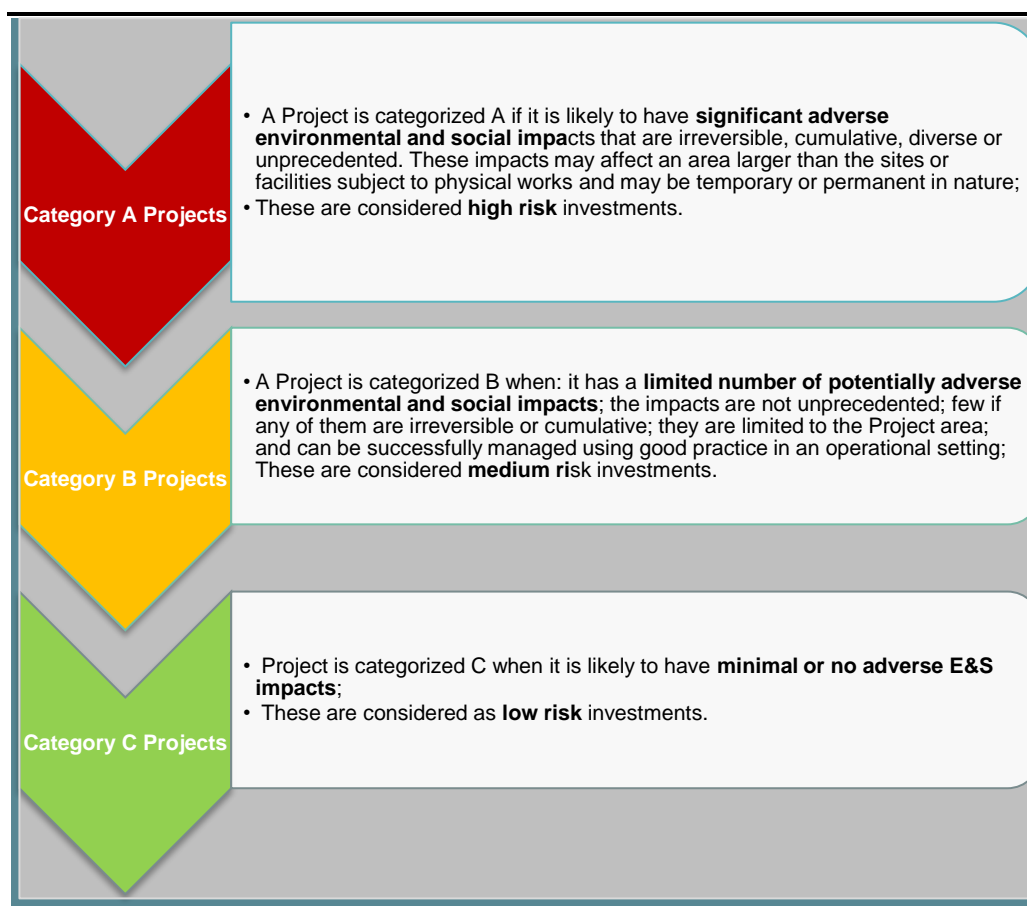 • A Project is categorized A if it is likely to have significant adverse
environmental and social impacts that are irreversible, cumulative, diverse or
unprecedented. These impacts may affect an area larger than the sites or
facilities subject to physical works and may be temporary or permanent in nature;
Category A Projects
• These are considered high risk investments.
• A Project is categorized B when: it has a limited number of potentially adverse
environmental and social impacts; the impacts are not unprecedented; few if
any of them are irreversible or cumulative; they are limited to the Project area;
and can be successfully managed using good practice in an operational setting;
These are considered medium risk investments.
Category B Projects
• Project is categorized C when it is likely to have minimal or no adverse E&S
impacts;
• These are considered as low risk investments.
Category C Projects